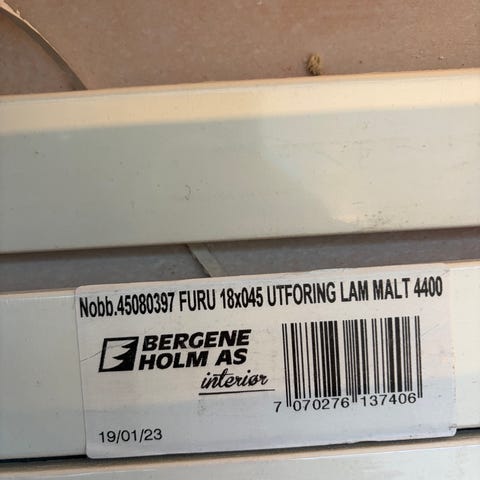 Nobb.45080397 FURU 18x045 UTFORING LAM MALT 4400
BERGENE
HOLM AS
interior
7 070276 137406
19/01/23